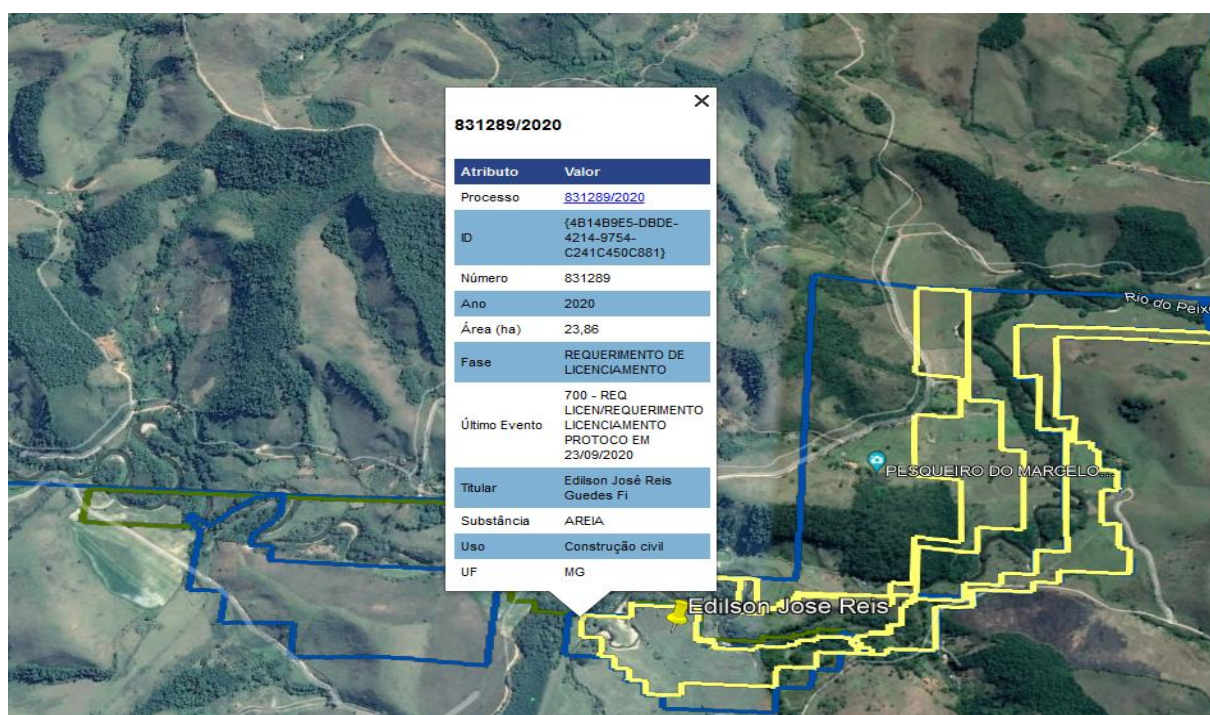 831289/2020
Atributo Valor
Processo 831289/2020
ID {4B14B9E5-DBDE-
4214-9754-
C241C450C881}
Número 831289
Ano 2020
Área (ha) 23,86
Fase REQUERIMENTO DE
LICENCIAMENTO
Último Evento 700 - REQ
LICEN/REQUERIMENTO
LICENCIAMENTO
PROTOCO EM
23/09/2020
Titular Edilson José Reis
Guedes Fi
Substância AREIA
Uso Construção civil
UF MG
Rio do Peixe
PESQUEIRO DO MARCELO...
Edilson Jose Reis